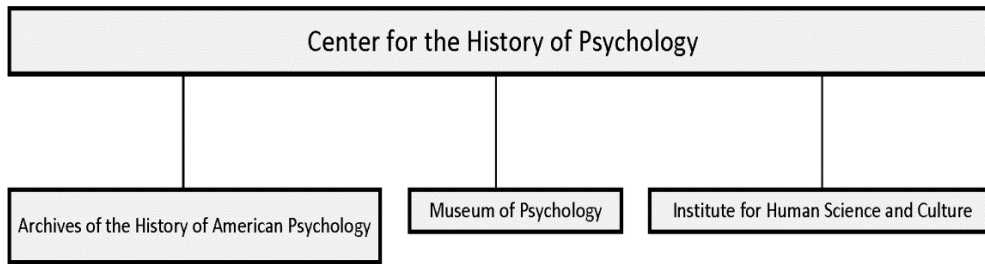 Center for the History of Psychology
Archives of the History of American Psychology
Museum of Psychology
Institute for Human Science and Culture